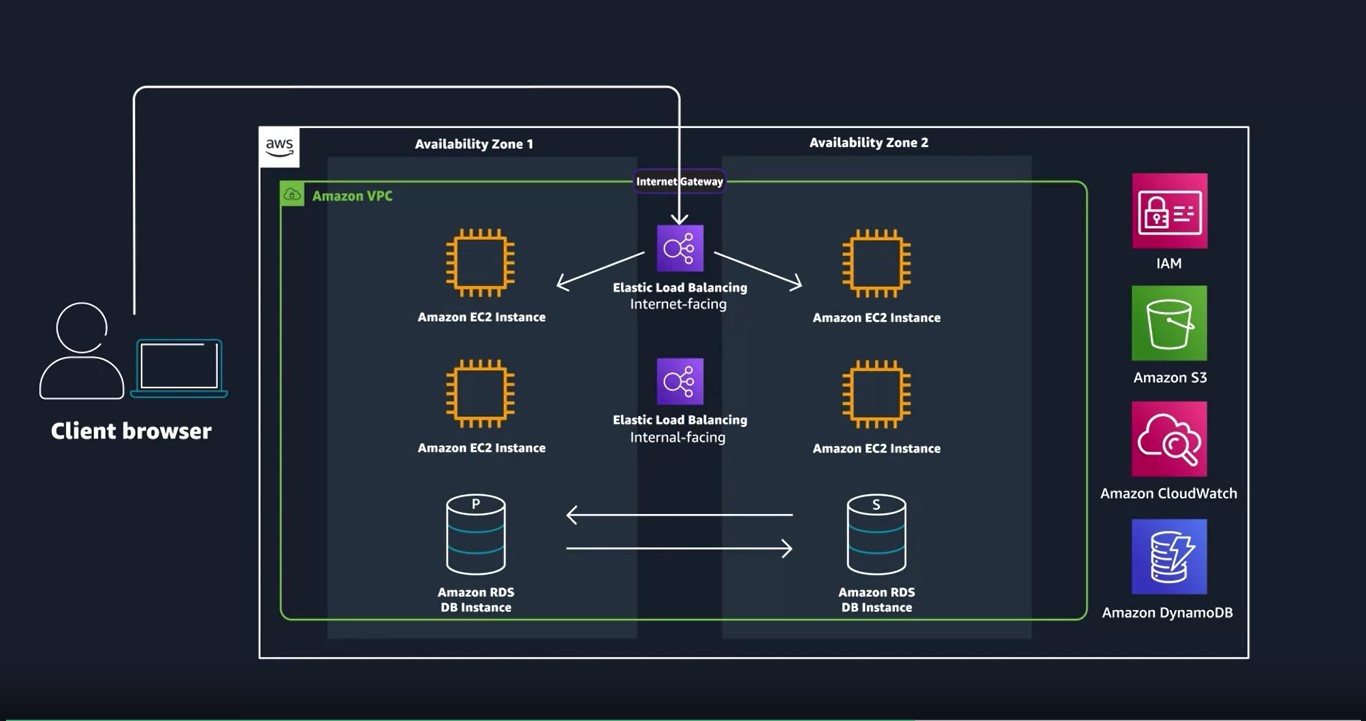 aws
Availability Zone 1
Availability Zone 2
Internet Gateway
Amazon VPC
Elastic Load Balancing
Internet-facing
Amazon EC2 Instance
Amazon EC2 Instance
Elastic Load Balancing
Internal-facing
Amazon EC2 Instance
Amazon EC2 Instance
P
S
Amazon RDS
DB Instance
Amazon RDS
DB Instance
Client browser
IAM
Amazon S3
Amazon CloudWatch
Amazon DynamoDB